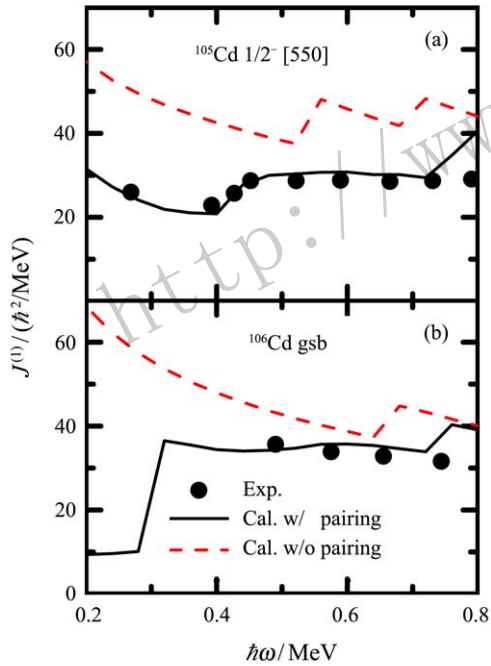 60
40
20
(a)
¹⁰⁵Cd 1/2⁻ [550]
J⁽¹⁾/(ℏ²/MeV)
http://www
60
40
20
0
(b)
¹⁰⁶Cd gsb
Exp.
Cal. w/ pairing
Cal. w/o pairing
0.2 0.4 0.6 0.8
ℏω/MeV